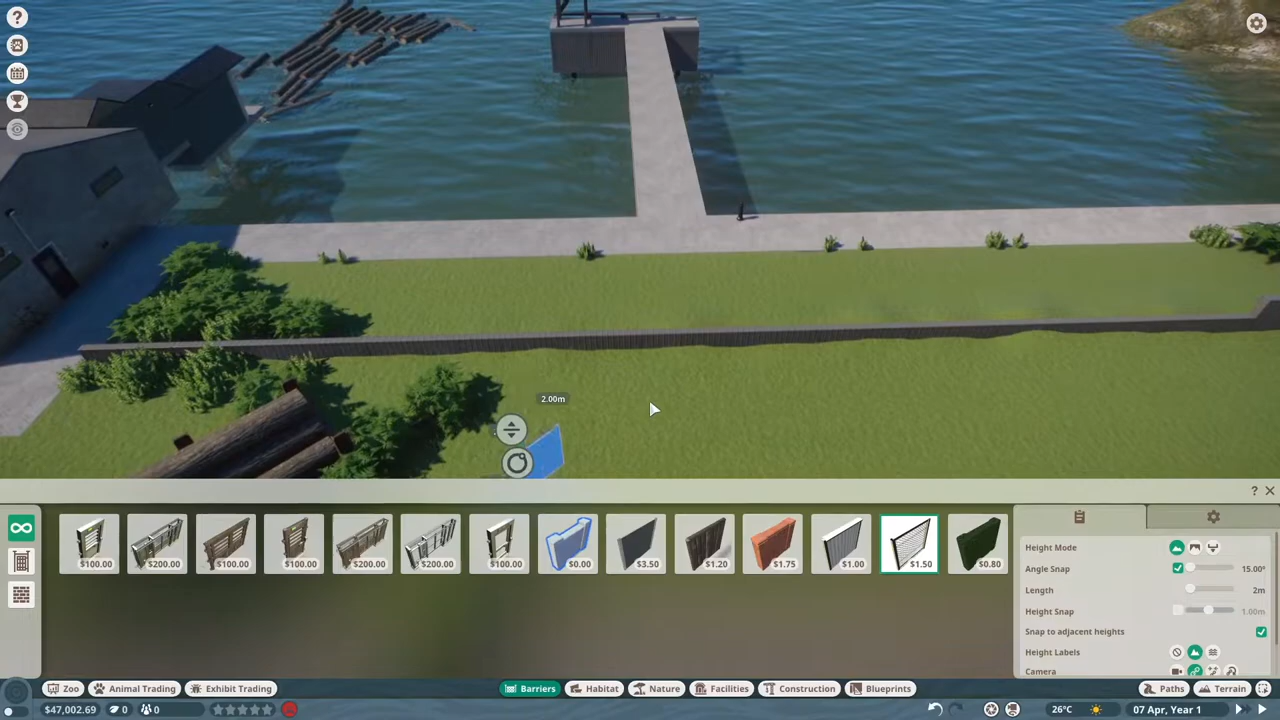 ?
2.00m
? ×
$100.00 $200.00 $100.00 $100.00 $200.00 $200.00 $100.00 $0.00 $3.50 $1.20 $1.75 $1.00 $1.50 $0.80
Height Mode
Angle Snap 15.00°
Length 2m
Height Snap 1.00m
Snap to adjacent heights
Height Labels
Camera
Zoo Animal Trading Exhibit Trading Barriers Habitat Nature Facilities Construction Blueprints Paths Terrain
$47,002.69 0 0 26°C 07 Apr, Year 1